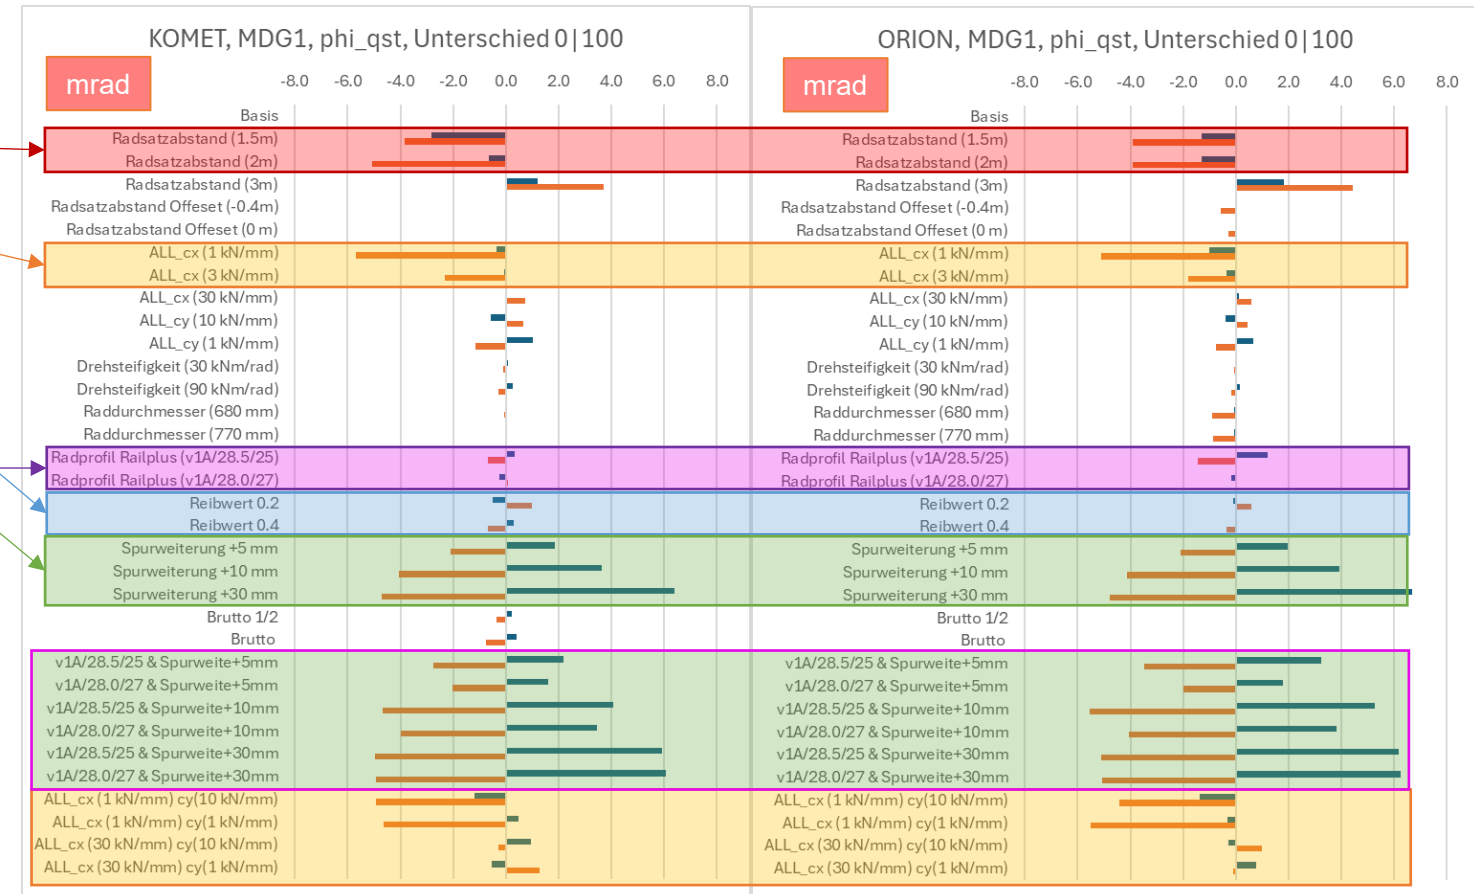 KOMET, MDG1, phi_qst, Unterschied 0|100
mrad
-8.0 -6.0 -4.0 -2.0 0.0 2.0 4.0 6.0 8.0
Basis
Radsatzabstand (1.5m)
Radsatzabstand (2m)
Radsatzabstand (3m)
Radsatzabstand Offeset (-0.4m)
Radsatzabstand Offeset (0 m)
ALL_cx (1 kN/mm)
ALL_cx (3 kN/mm)
ALL_cx (30 kN/mm)
ALL_cy (10 kN/mm)
ALL_cy (1 kN/mm)
Drehsteifigkeit (30 kNm/rad)
Drehsteifigkeit (90 kNm/rad)
Raddurchmesser (680 mm)
Raddurchmesser (770 mm)
Radprofil Railplus (v1A/28.5/25)
Radprofil Railplus (v1A/28.0/27)
Reibwert 0.2
Reibwert 0.4
Spurweiterung +5 mm
Spurweiterung +10 mm
Spurweiterung +30 mm
Brutto 1/2
Brutto
v1A/28.5/25 & Spurweite+5mm
v1A/28.0/27 & Spurweite+5mm
v1A/28.5/25 & Spurweite+10mm
v1A/28.0/27 & Spurweite+10mm
v1A/28.5/25 & Spurweite+30mm
v1A/28.0/27 & Spurweite+30mm
ALL_cx (1 kN/mm) cy(10 kN/mm)
ALL_cx (1 kN/mm) cy(1 kN/mm)
ALL_cx (30 kN/mm) cy(10 kN/mm)
ALL_cx (30 kN/mm) cy(1 kN/mm)
ORION, MDG1, phi_qst, Unterschied 0|100
mrad
-8.0 -6.0 -4.0 -2.0 0.0 2.0 4.0 6.0 8.0
Basis
Radsatzabstand (1.5m)
Radsatzabstand (2m)
Radsatzabstand (3m)
Radsatzabstand Offeset (-0.4m)
Radsatzabstand Offeset (0 m)
ALL_cx (1 kN/mm)
ALL_cx (3 kN/mm)
ALL_cx (30 kN/mm)
ALL_cy (10 kN/mm)
ALL_cy (1 kN/mm)
Drehsteifigkeit (30 kNm/rad)
Drehsteifigkeit (90 kNm/rad)
Raddurchmesser (680 mm)
Raddurchmesser (770 mm)
Radprofil Railplus (v1A/28.5/25)
Radprofil Railplus (v1A/28.0/27)
Reibwert 0.2
Reibwert 0.4
Spurweiterung +5 mm
Spurweiterung +10 mm
Spurweiterung +30 mm
Brutto 1/2
Brutto
v1A/28.5/25 & Spurweite+5mm
v1A/28.0/27 & Spurweite+5mm
v1A/28.5/25 & Spurweite+10mm
v1A/28.0/27 & Spurweite+10mm
v1A/28.5/25 & Spurweite+30mm
v1A/28.0/27 & Spurweite+30mm
ALL_cx (1 kN/mm) cy(10 kN/mm)
ALL_cx (1 kN/mm) cy(1 kN/mm)
ALL_cx (30 kN/mm) cy(10 kN/mm)
ALL_cx (30 kN/mm) cy(1 kN/mm)